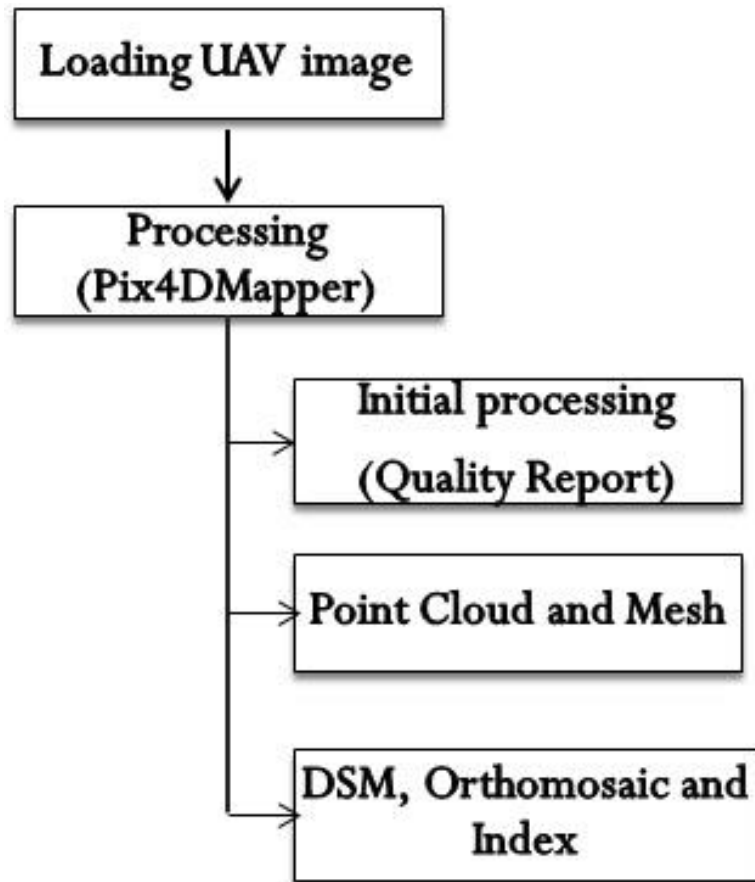 Loading UAV image
Processing
(Pix4DMapper)
Initial processing
(Quality Report)
Point Cloud and Mesh
DSM, Orthomosaic and
Index